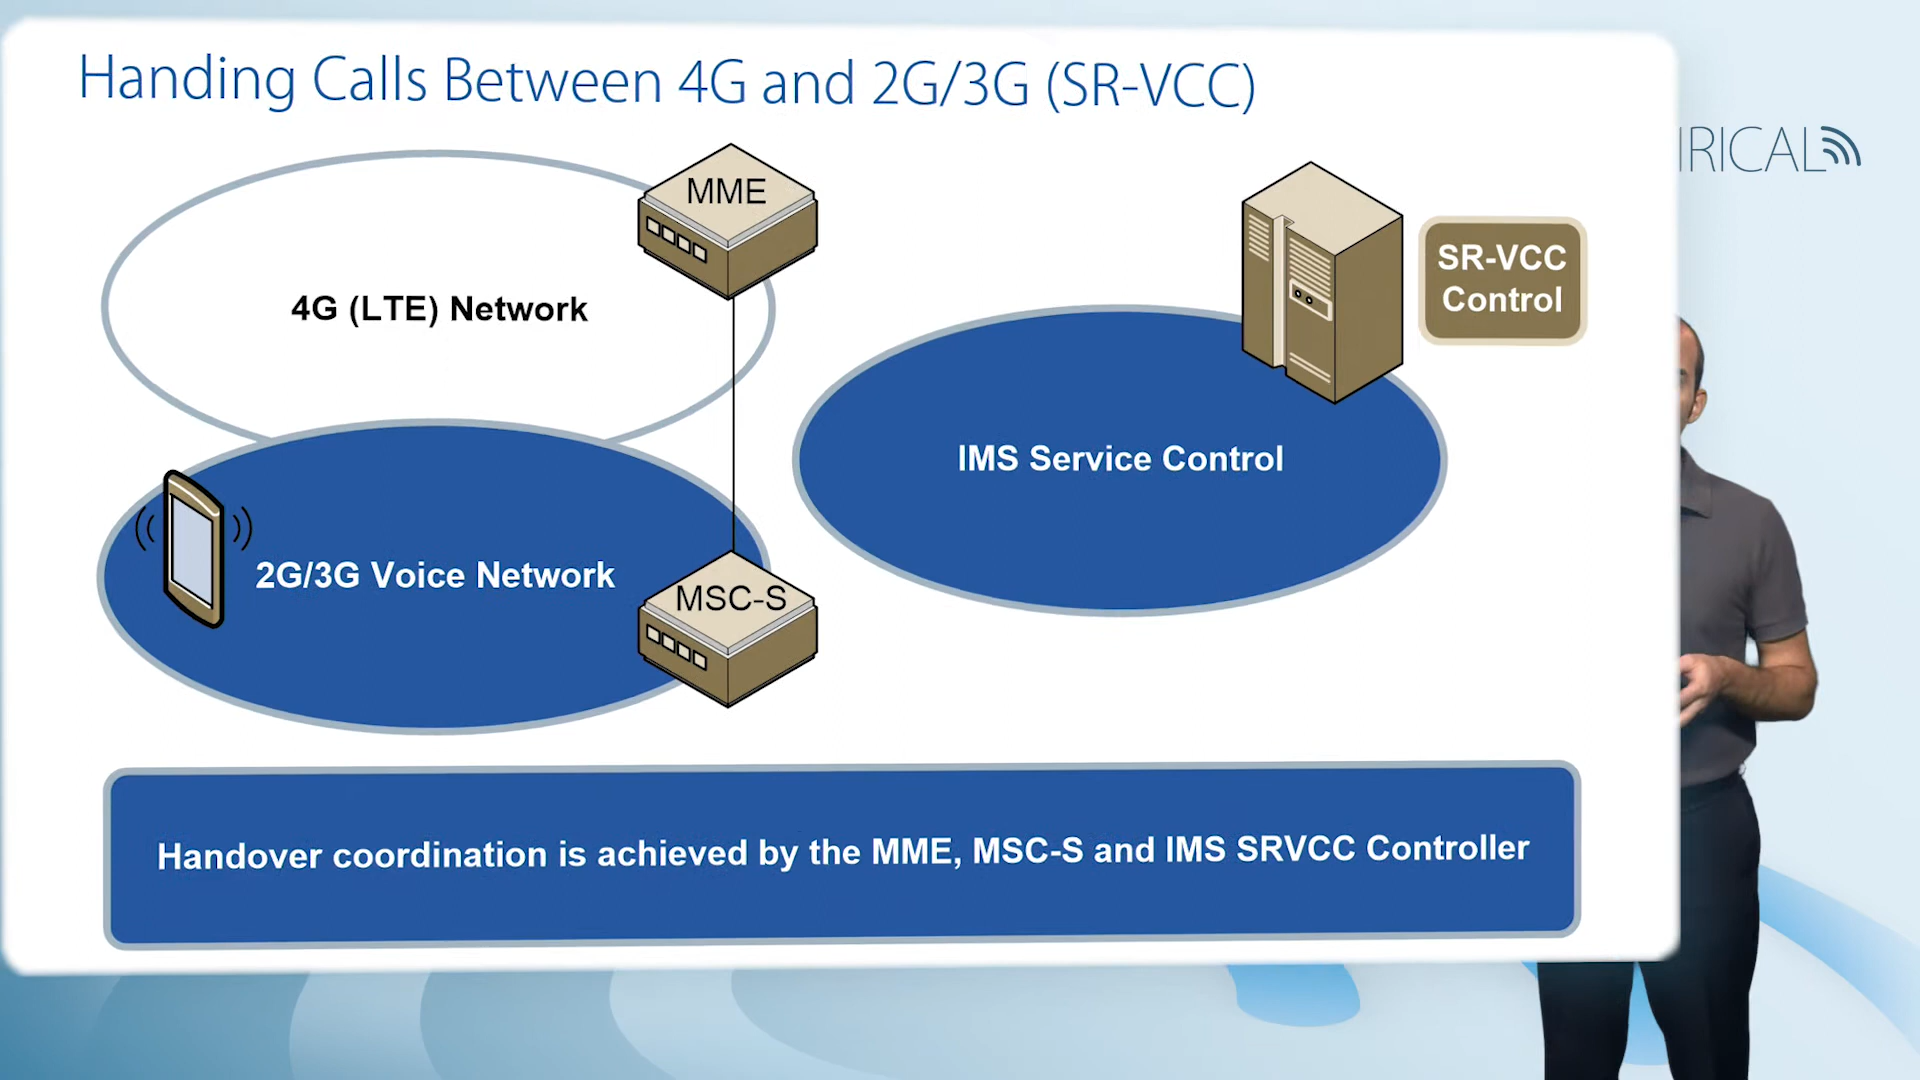 Handing Calls Between 4G and 2G/3G (SR-VCC)
IRICAL
MME
SR-VCC
Control
4G (LTE) Network
IMS Service Control
2G/3G Voice Network
MSC-S
Handover coordination is achieved by the MME, MSC-S and IMS SRVCC Controller